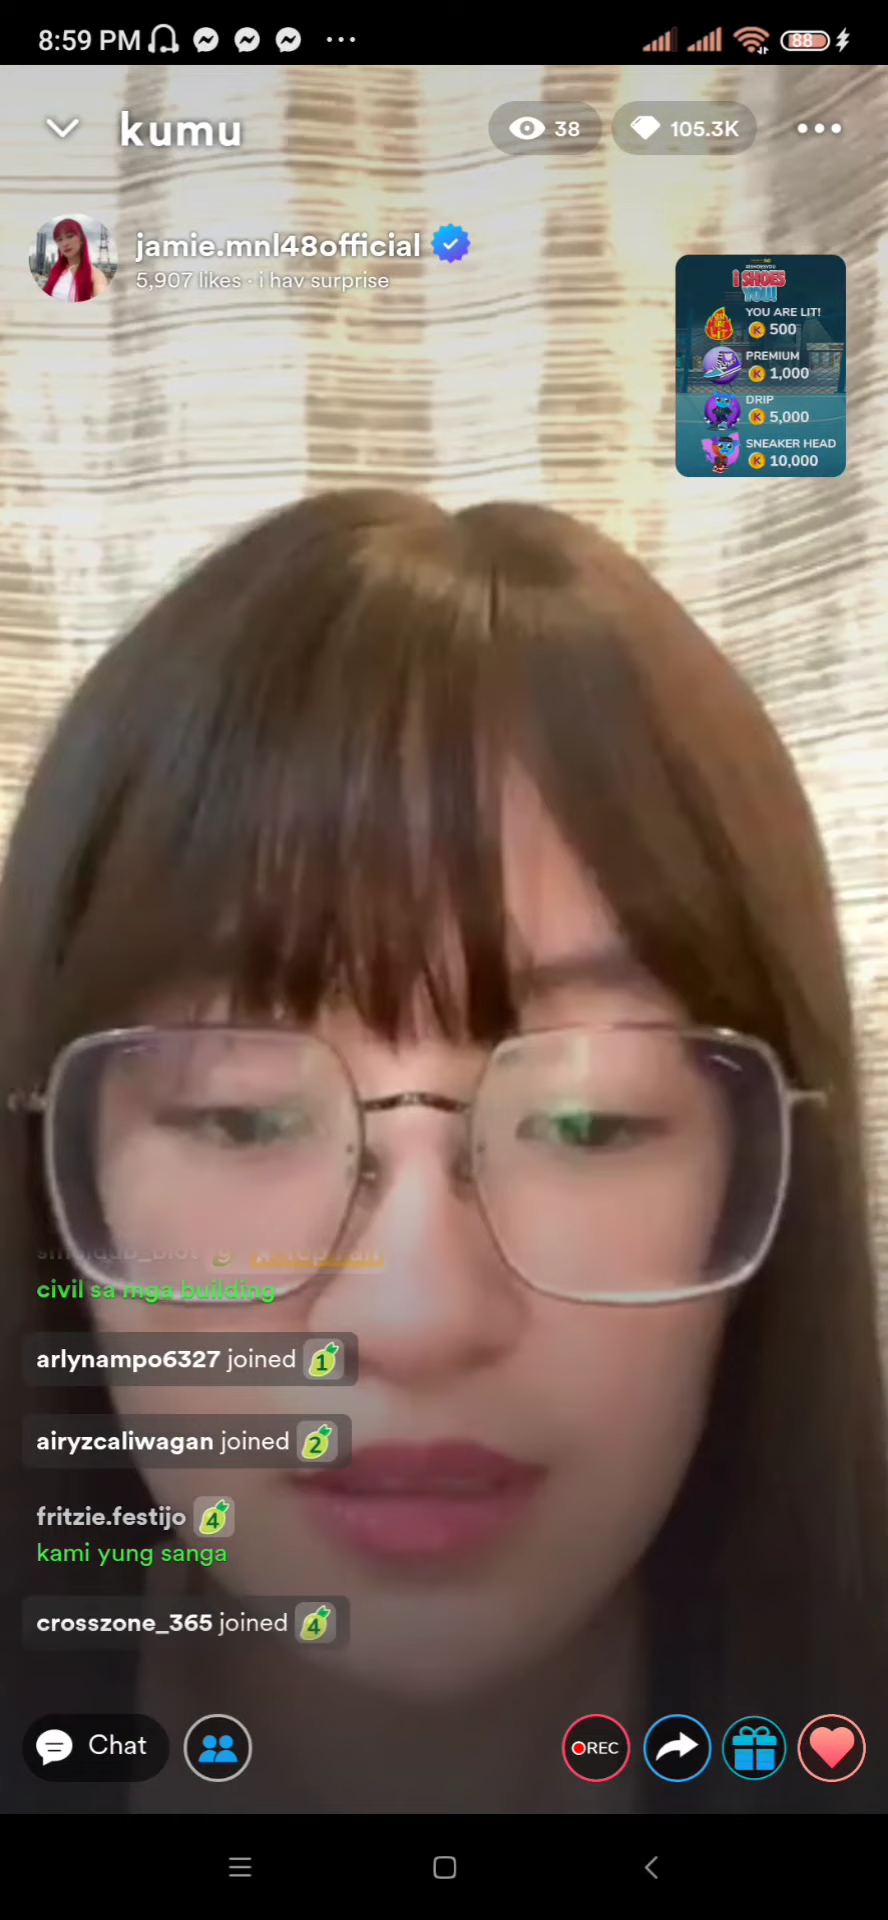 8:59 PM
88
kumu
38
105.3K
jamie.mnl48official
5,907 likes · i hav surprise
I SHOES
YOU!
YOU ARE LIT!
500
PREMIUM
1,000
DRIP
5,000
SNEAKER HEAD
10,000
civil sa mga building
arlynampo6327 joined 1
airyzcaliwagan joined 2
fritzie.festijo 4
kami yung sanga
crosszone_365 joined 4
Chat
REC